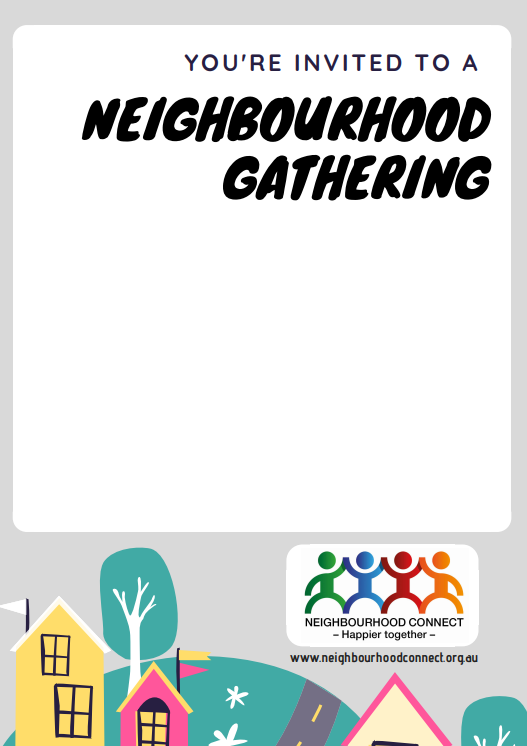 YOU'RE INVITED TO A
NEIGHBOURHOOD
GATHERING
NEIGHBOURHOOD CONNECT
– Happier together –
www.neighbourhoodconnect.org.au